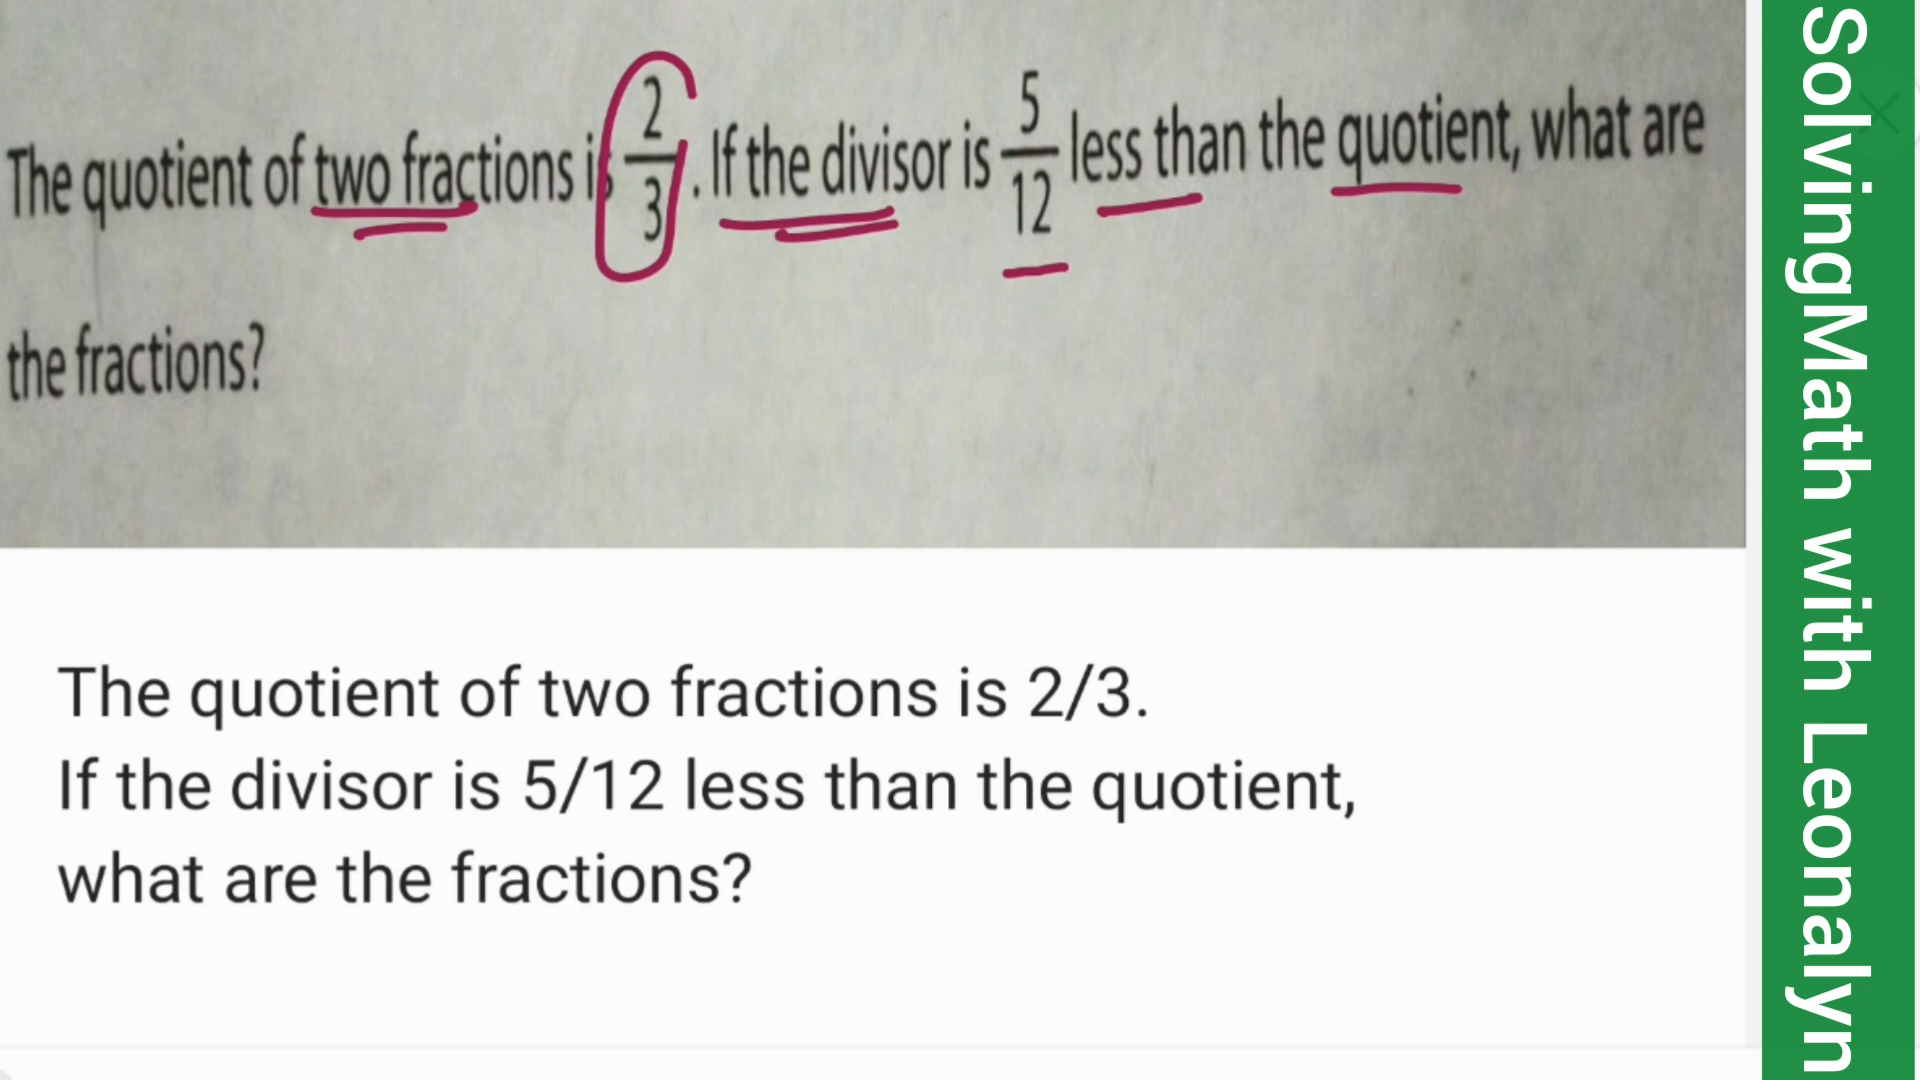 The quotient of two fractions is 2/3. If the divisor is 5/12 less than the quotient, what are
the fractions?
The quotient of two fractions is 2/3.
If the divisor is 5/12 less than the quotient,
what are the fractions?
SolvingMath with Leonalyn